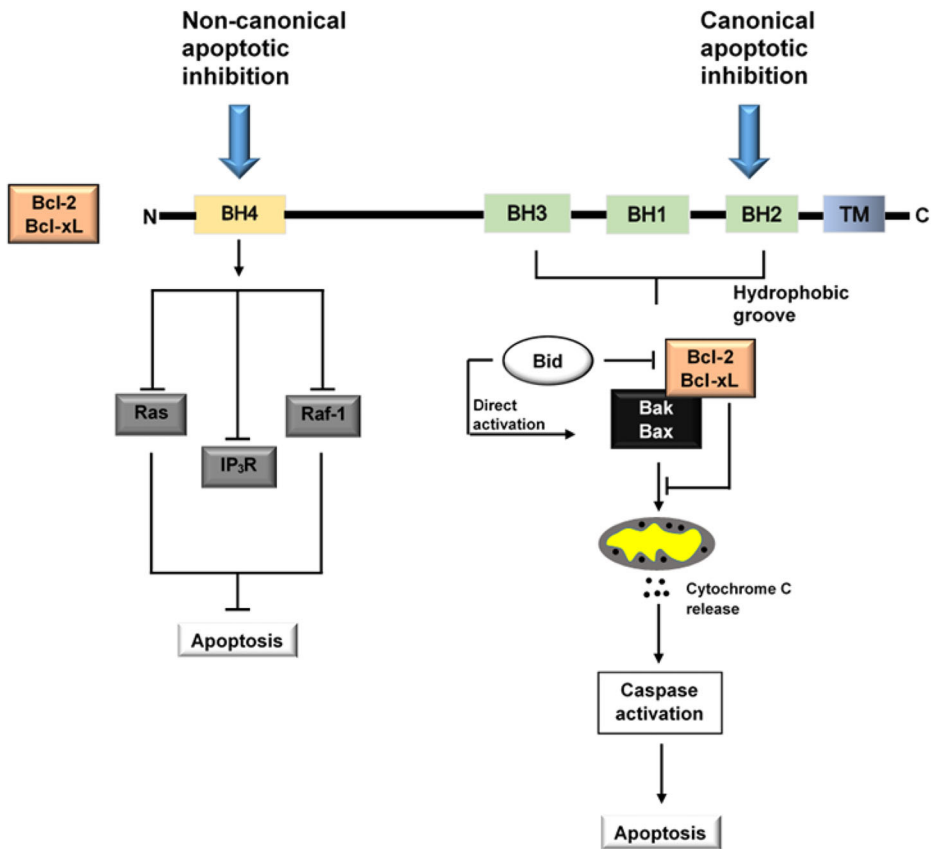 Non-canonical
apoptotic
inhibition
Canonical
apoptotic
inhibition
Bcl-2
Bcl-xL
N
BH4
BH3
BH1
BH2
TM
C
Hydrophobic
groove
Bid
Bcl-2
Bcl-xL
Direct
activation
Bak
Bax
Ras
Raf-1
IP₃R
Cytochrome C
release
Apoptosis
Caspase
activation
Apoptosis